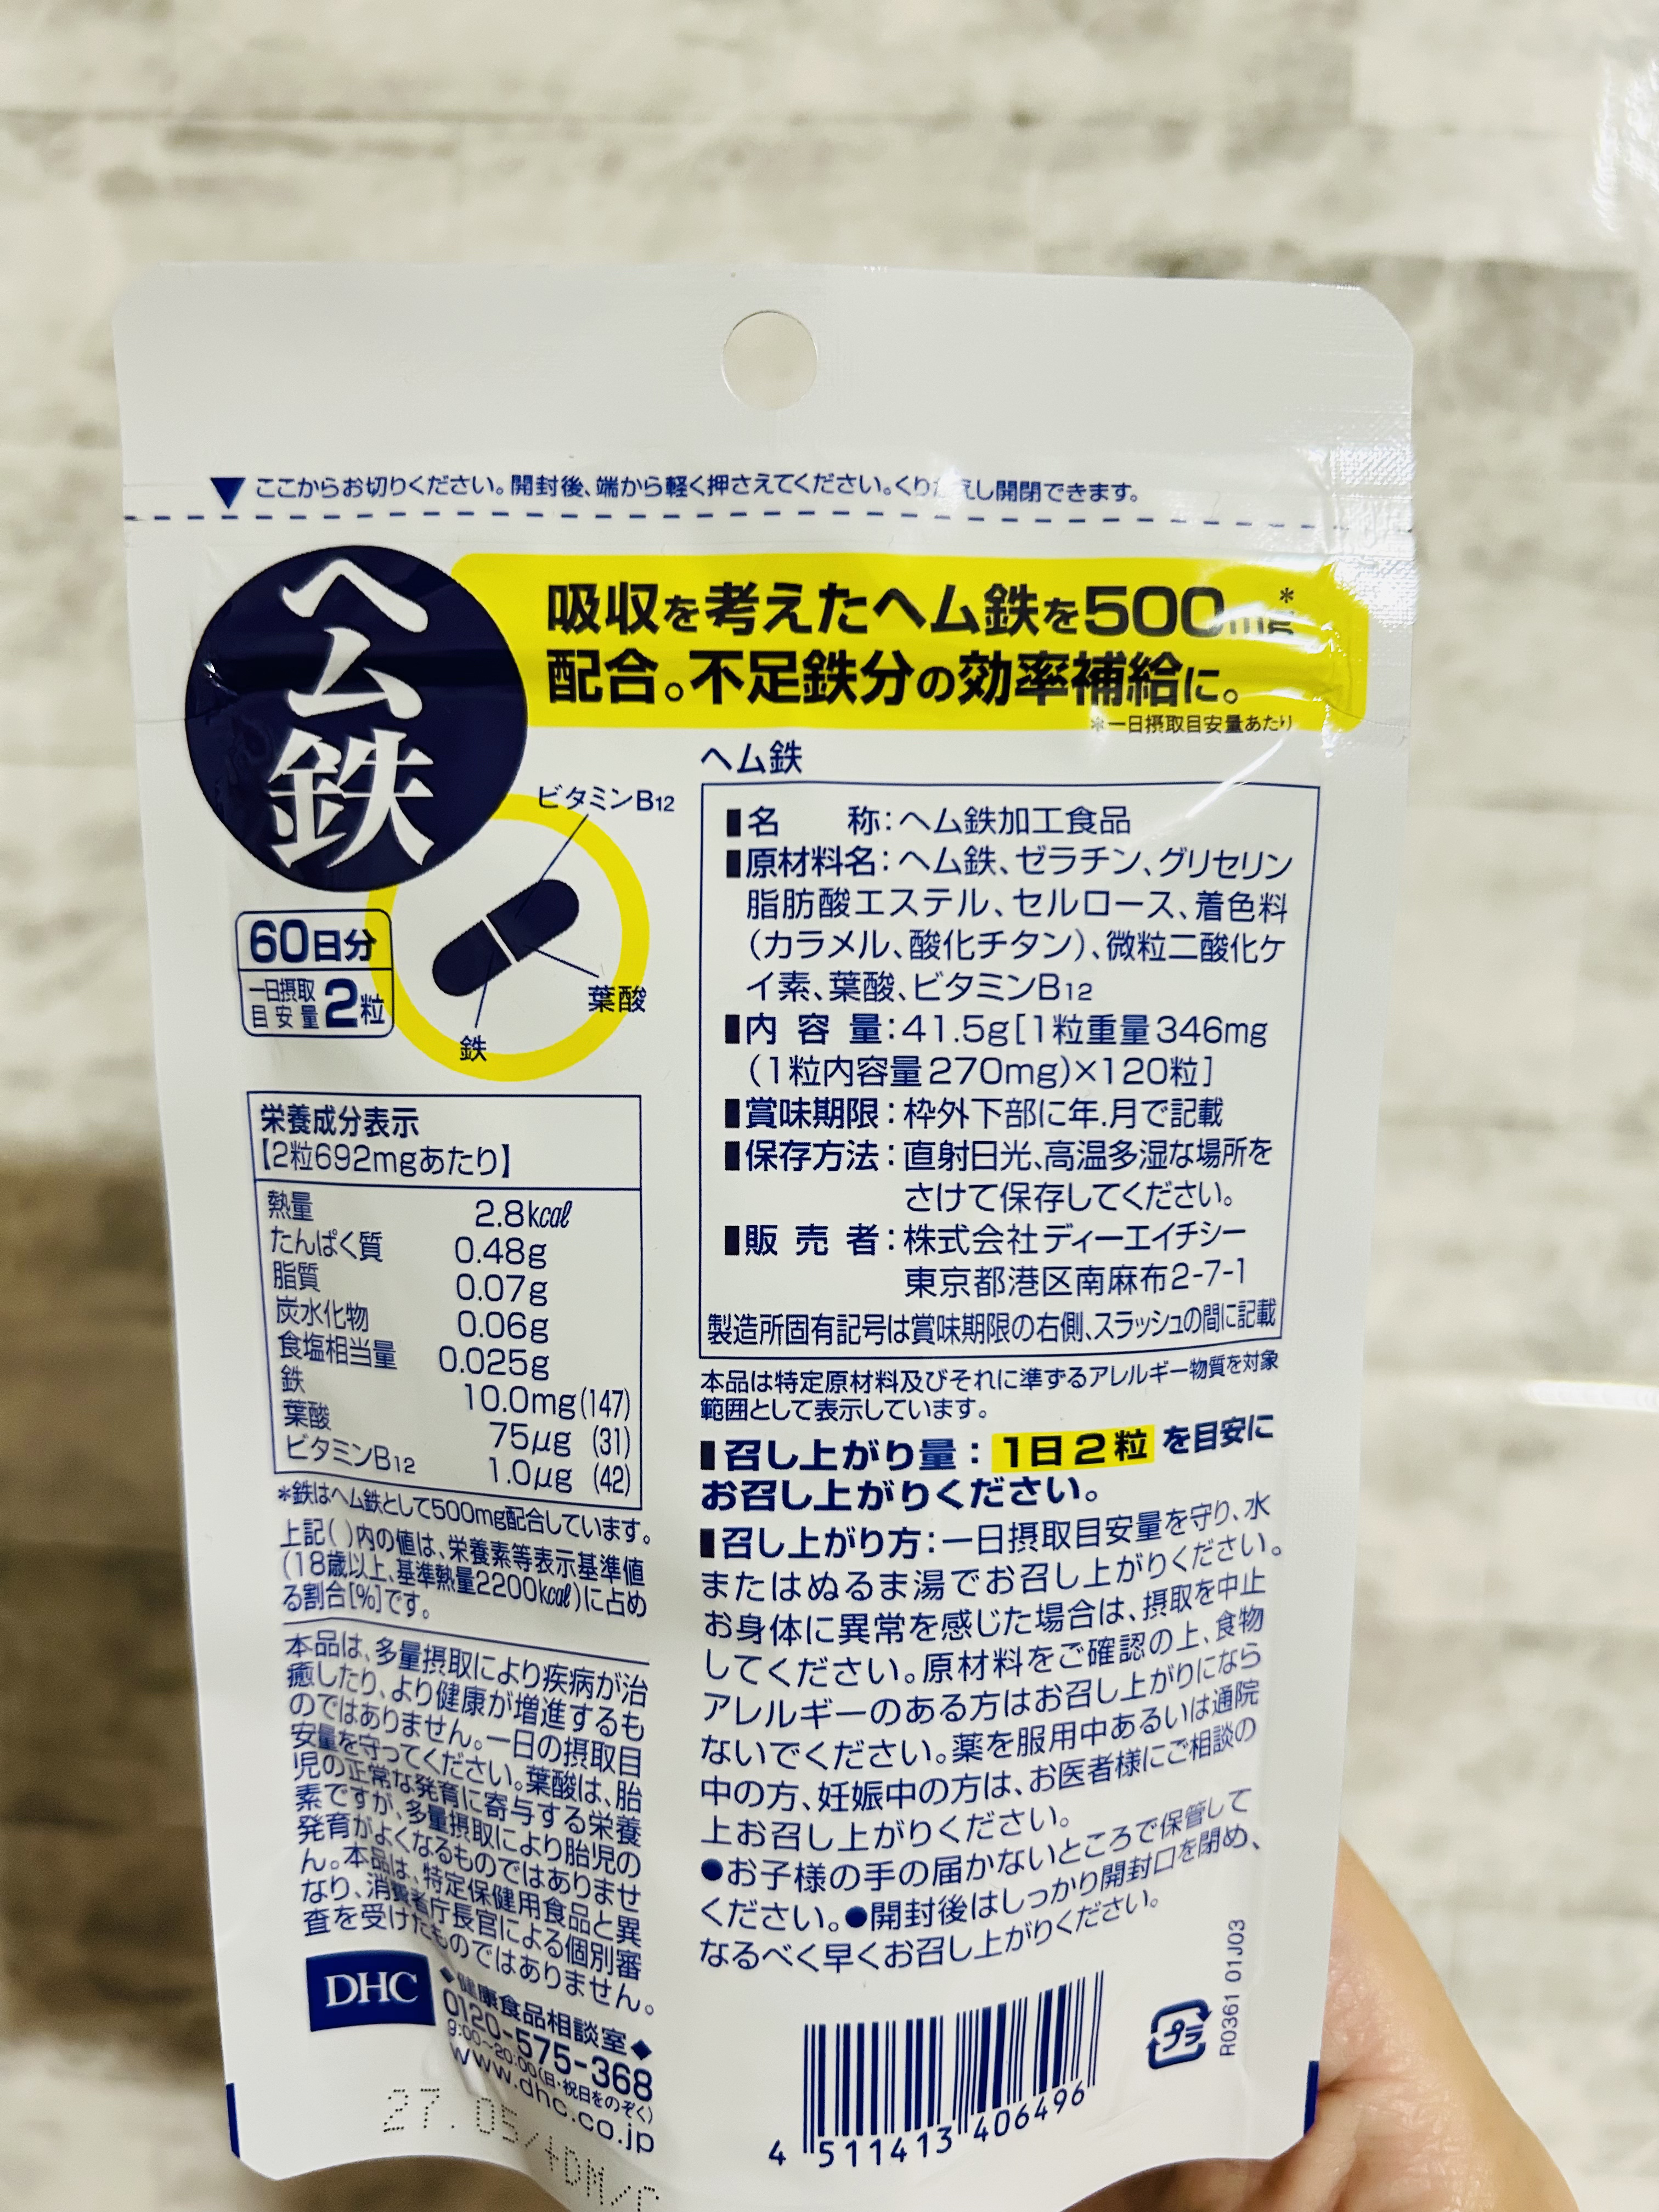 ▼ここからお切りください。開封後、端から軽く押さえてください。くりかえし開閉できます。
ヘム鉄
吸収を考えたヘム鉄を500mg*
配合。不足鉄分の効率補給に。
*一日摂取目安量あたり
ビタミンB12
葉酸
鉄
60日分
一日摂取
目安量2粒
栄養成分表示
【2粒692mgあたり】
熱量 2.8kcal
たんぱく質 0.48g
脂質 0.07g
炭水化物 0.06g
食塩相当量 0.025g
鉄 10.0mg(147)
葉酸 75μg (31)
ビタミンB12 1.0μg (42)
*鉄はヘム鉄として500mg配合しています。
上記( )内の値は、栄養素等表示基準値
(18歳以上、基準熱量2200kcal)に占め
る割合[%]です。
本品は、多量摂取により疾病が治
癒したり、より健康が増進するも
のではありません。一日の摂取目
安量を守ってください。葉酸は、胎
児の正常な発育に寄与する栄養
素ですが、多量摂取により胎児の
発育がよくなるものではありませ
ん。本品は、特定保健用食品と異
なり、消費者庁長官による個別審
査を受けたものではありません。
DHC
◆健康食品相談室◆
0120-575-368
9:00~20:00(日・祝日をのぞく)
www.dhc.co.jp
27.05/+DM/
ヘム鉄
■名 称:ヘム鉄加工食品
■原材料名:ヘム鉄、ゼラチン、グリセリン
脂肪酸エステル、セルロース、着色料
(カラメル、酸化チタン)、微粒二酸化ケ
イ素、葉酸、ビタミンB12
■内 容 量:41.5g[1粒重量346mg
(1粒内容量270mg)×120粒]
■賞味期限:枠外下部に年.月で記載
■保存方法:直射日光、高温多湿な場所を
さけて保存してください。
■販 売 者:株式会社ディーエイチシー
東京都港区南麻布2-7-1
製造所固有記号は賞味期限の右側、スラッシュの間に記載
本品は特定原材料及びそれに準ずるアレルギー物質を対象
範囲として表示しています。
■召し上がり量:1日2粒を目安に
お召し上がりください。
■召し上がり方:一日摂取目安量を守り、水
またはぬるま湯でお召し上がりください。
お身体に異常を感じた場合は、摂取を中止
してください。原材料をご確認の上、食物
アレルギーのある方はお召し上がりになら
ないでください。薬を服用中あるいは通院
中の方、妊娠中の方は、お医者様にご相談の
上お召し上がりください。
●お子様の手の届かないところで保管して
ください。●開封後はしっかり開封口を閉め、
なるべく早くお召し上がりください。
4 511413 406496
プラ
R0361 01J03